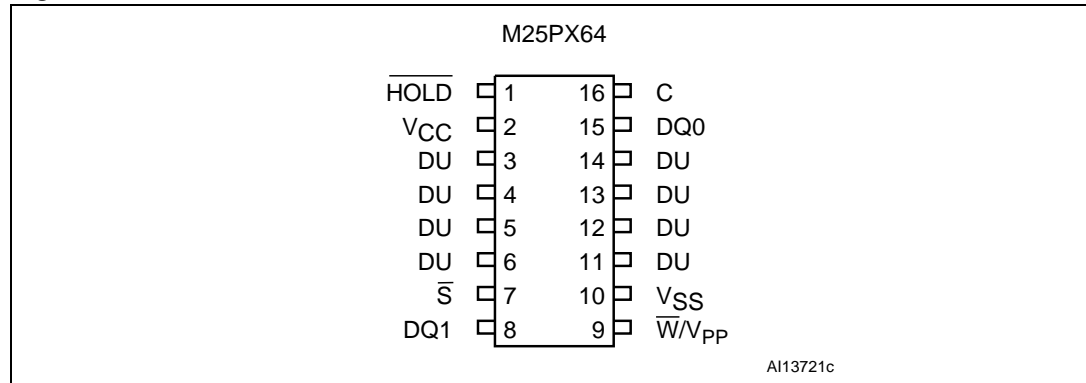 M25PX64
HOLD 1 16 C
VCC 2 15 DQ0
DU 3 14 DU
DU 4 13 DU
DU 5 12 DU
DU 6 11 DU
S 7 10 VSS
DQ1 8 9 W/VPP
AI13721c